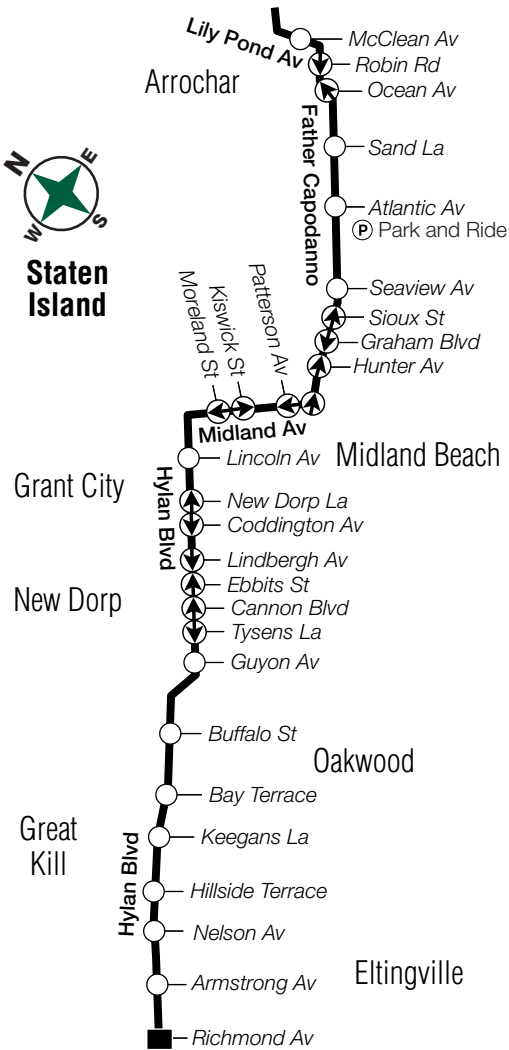 McClean Av
Lily Pond Av
Robin Rd
Arrochar
Ocean Av
Father Capodanno
Sand La
N
E
S
W
Atlantic Av
P Park and Ride
Staten
Island
Seaview Av
Sioux St
Graham Blvd
Hunter Av
Moreland St
Kiswick St
Patterson Av
Midland Av
Lincoln Av
Midland Beach
Grant City
Hylan Blvd
New Dorp La
Coddington Av
Lindbergh Av
Ebbits St
New Dorp
Cannon Blvd
Tysens La
Guyon Av
Buffalo St
Oakwood
Bay Terrace
Great
Kill
Keegans La
Hylan Blvd
Hillside Terrace
Nelson Av
Eltingville
Armstrong Av
Richmond Av